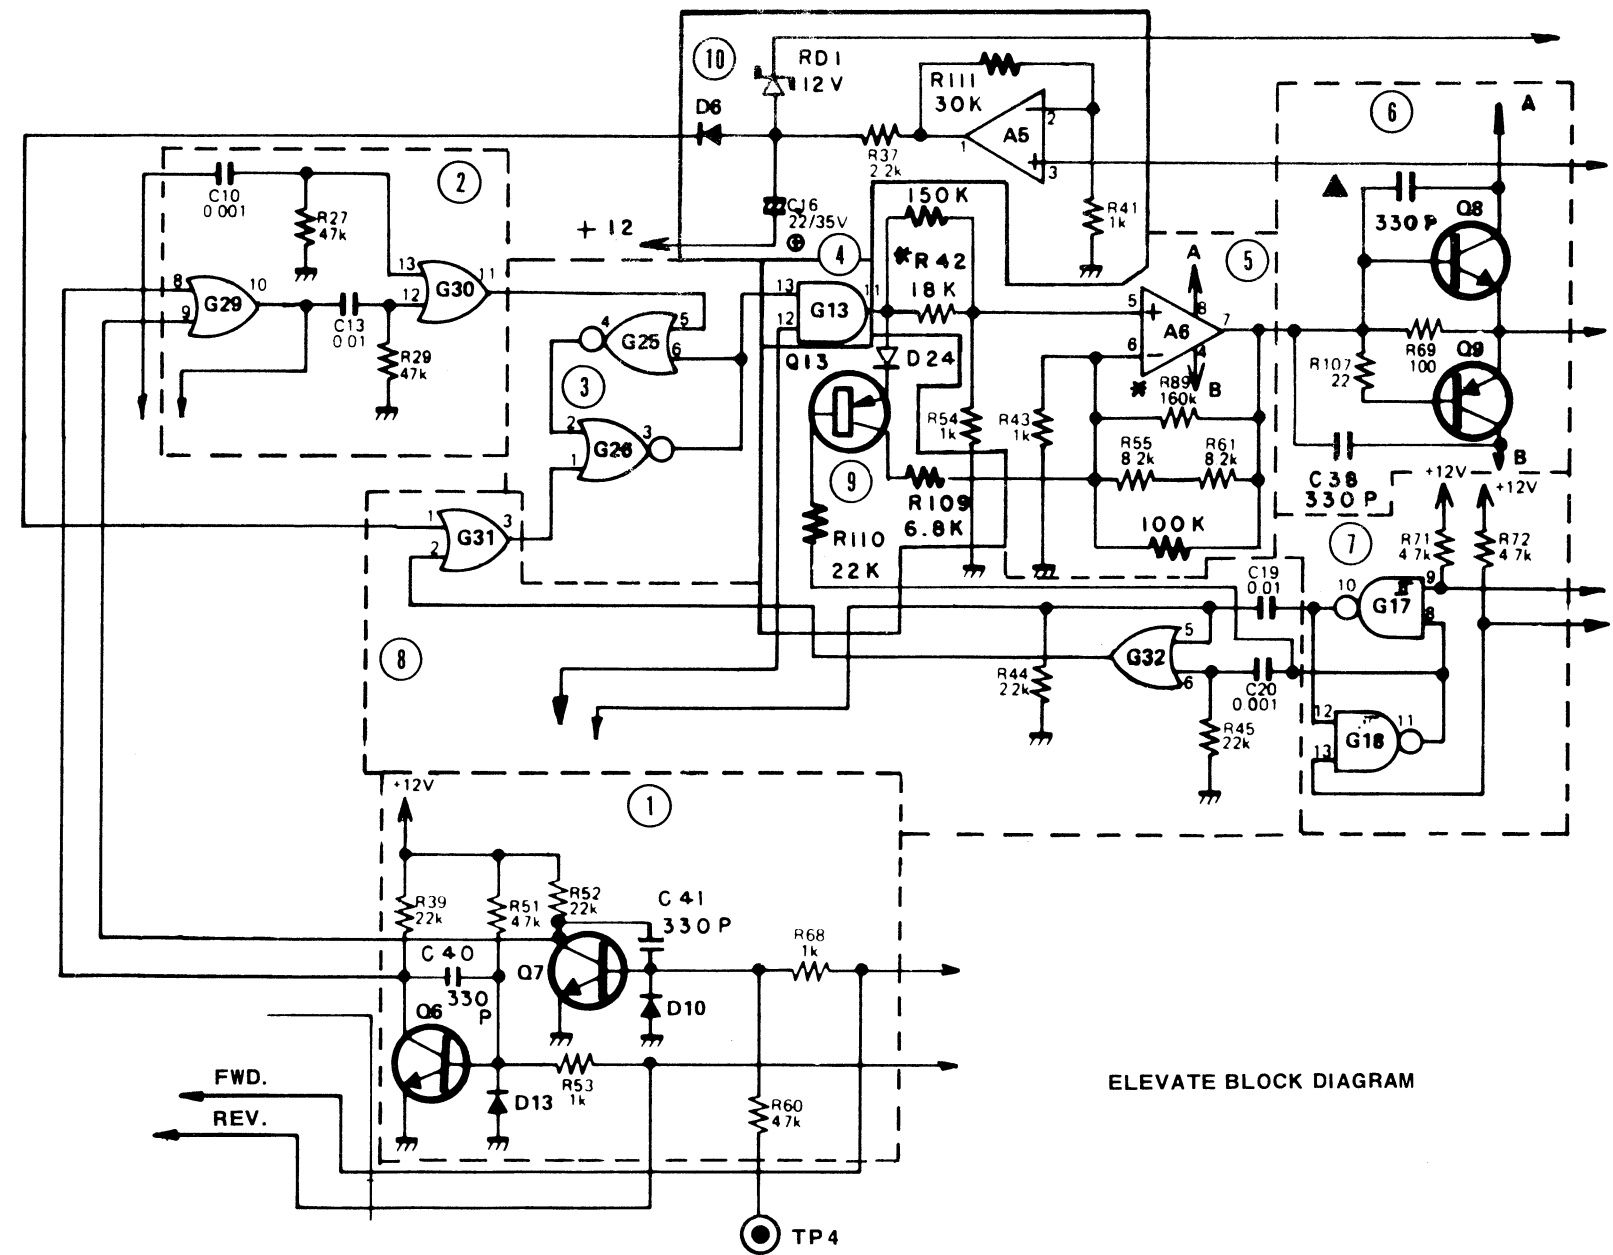 10
RD1
12V
D6
R111
30K
2
A5
1
3
R37
2.2k
C16
22/35V
+12
150K
*R42
18K
R41
1k
6
A
330P
Q8
2
C10
0.001
R27
47k
8
9
G29
10
C13
0.01
R29
47k
13
12
G30
11
4
G25
5
6
3
2
1
G26
3
4
13
12
G13
11
Q13
D24
9
R110
22K
R109
6.8K
R54
1k
R43
1k
5
A
5
6
A6
8
7
4
B
*
R89
160k
R55
8.2k
R61
8.2k
100K
R107
22
R69
100
Q9
C38
330P
B
+12V
+12V
7
R71
4.7k
R72
4.7k
C19
0.01
10
G17
9
8
1
2
G31
3
8
G32
5
6
R44
22k
C20
0.001
R45
22k
12
13
G18
11
1
+12V
R39
22k
R51
47k
R52
22k
C41
330P
C40
330
P
Q7
R68
1k
D10
Q6
R53
1k
D13
R60
47k
FWD.
REV.
TP4
ELEVATE BLOCK DIAGRAM